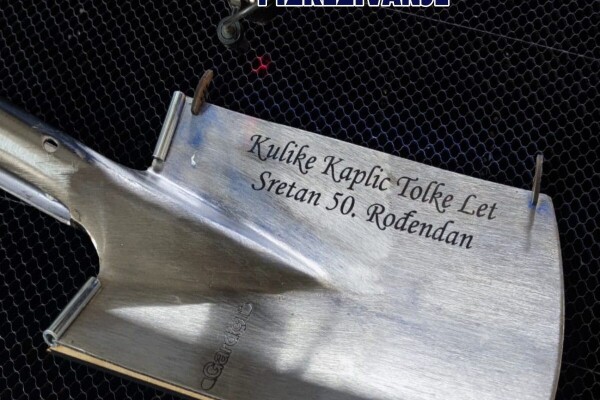 Kulike Kaplic Tolke Let
Sretan 50. Rođendan